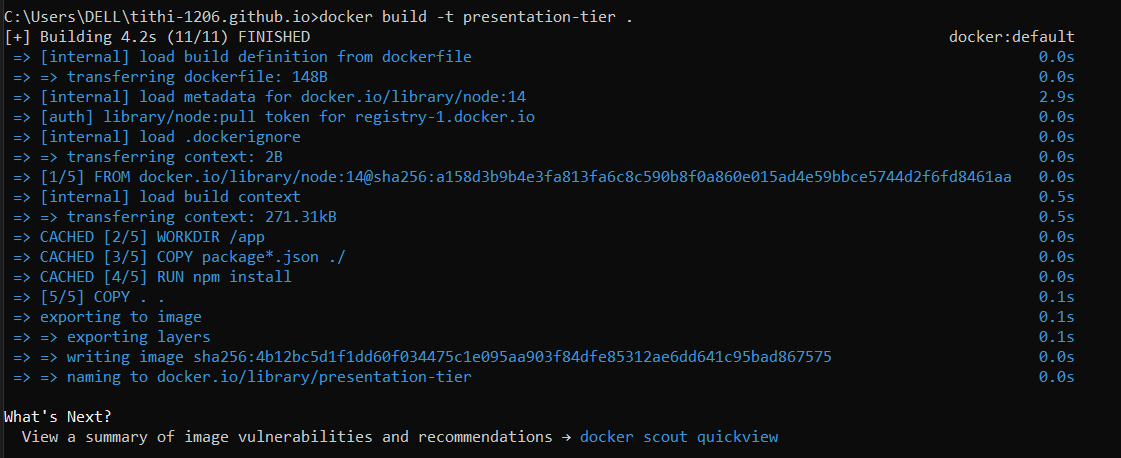 C:\Users\DELL\tithi-1206.github.io>docker build -t presentation-tier .
[+] Building 4.2s (11/11) FINISHED docker:default
=> [internal] load build definition from dockerfile 0.0s
=> => transferring dockerfile: 148B 0.0s
=> [internal] load metadata for docker.io/library/node:14 2.9s
=> [auth] library/node:pull token for registry-1.docker.io 0.0s
=> [internal] load .dockerignore 0.0s
=> => transferring context: 2B 0.0s
=> [1/5] FROM docker.io/library/node:14@sha256:a158d3b9b4e3fa813fa6c8c590b8f0a860e015ad4e59bbce5744d2f6fd8461aa 0.0s
=> [internal] load build context 0.5s
=> => transferring context: 271.31kB 0.5s
=> CACHED [2/5] WORKDIR /app 0.0s
=> CACHED [3/5] COPY package*.json ./ 0.0s
=> CACHED [4/5] RUN npm install 0.0s
=> [5/5] COPY . . 0.1s
=> exporting to image 0.1s
=> => exporting layers 0.1s
=> => writing image sha256:4b12bc5d1f1dd60f034475c1e095aa903f84dfe85312ae6dd641c95bad867575 0.0s
=> => naming to docker.io/library/presentation-tier 0.0s
What's Next?
View a summary of image vulnerabilities and recommendations → docker scout quickview